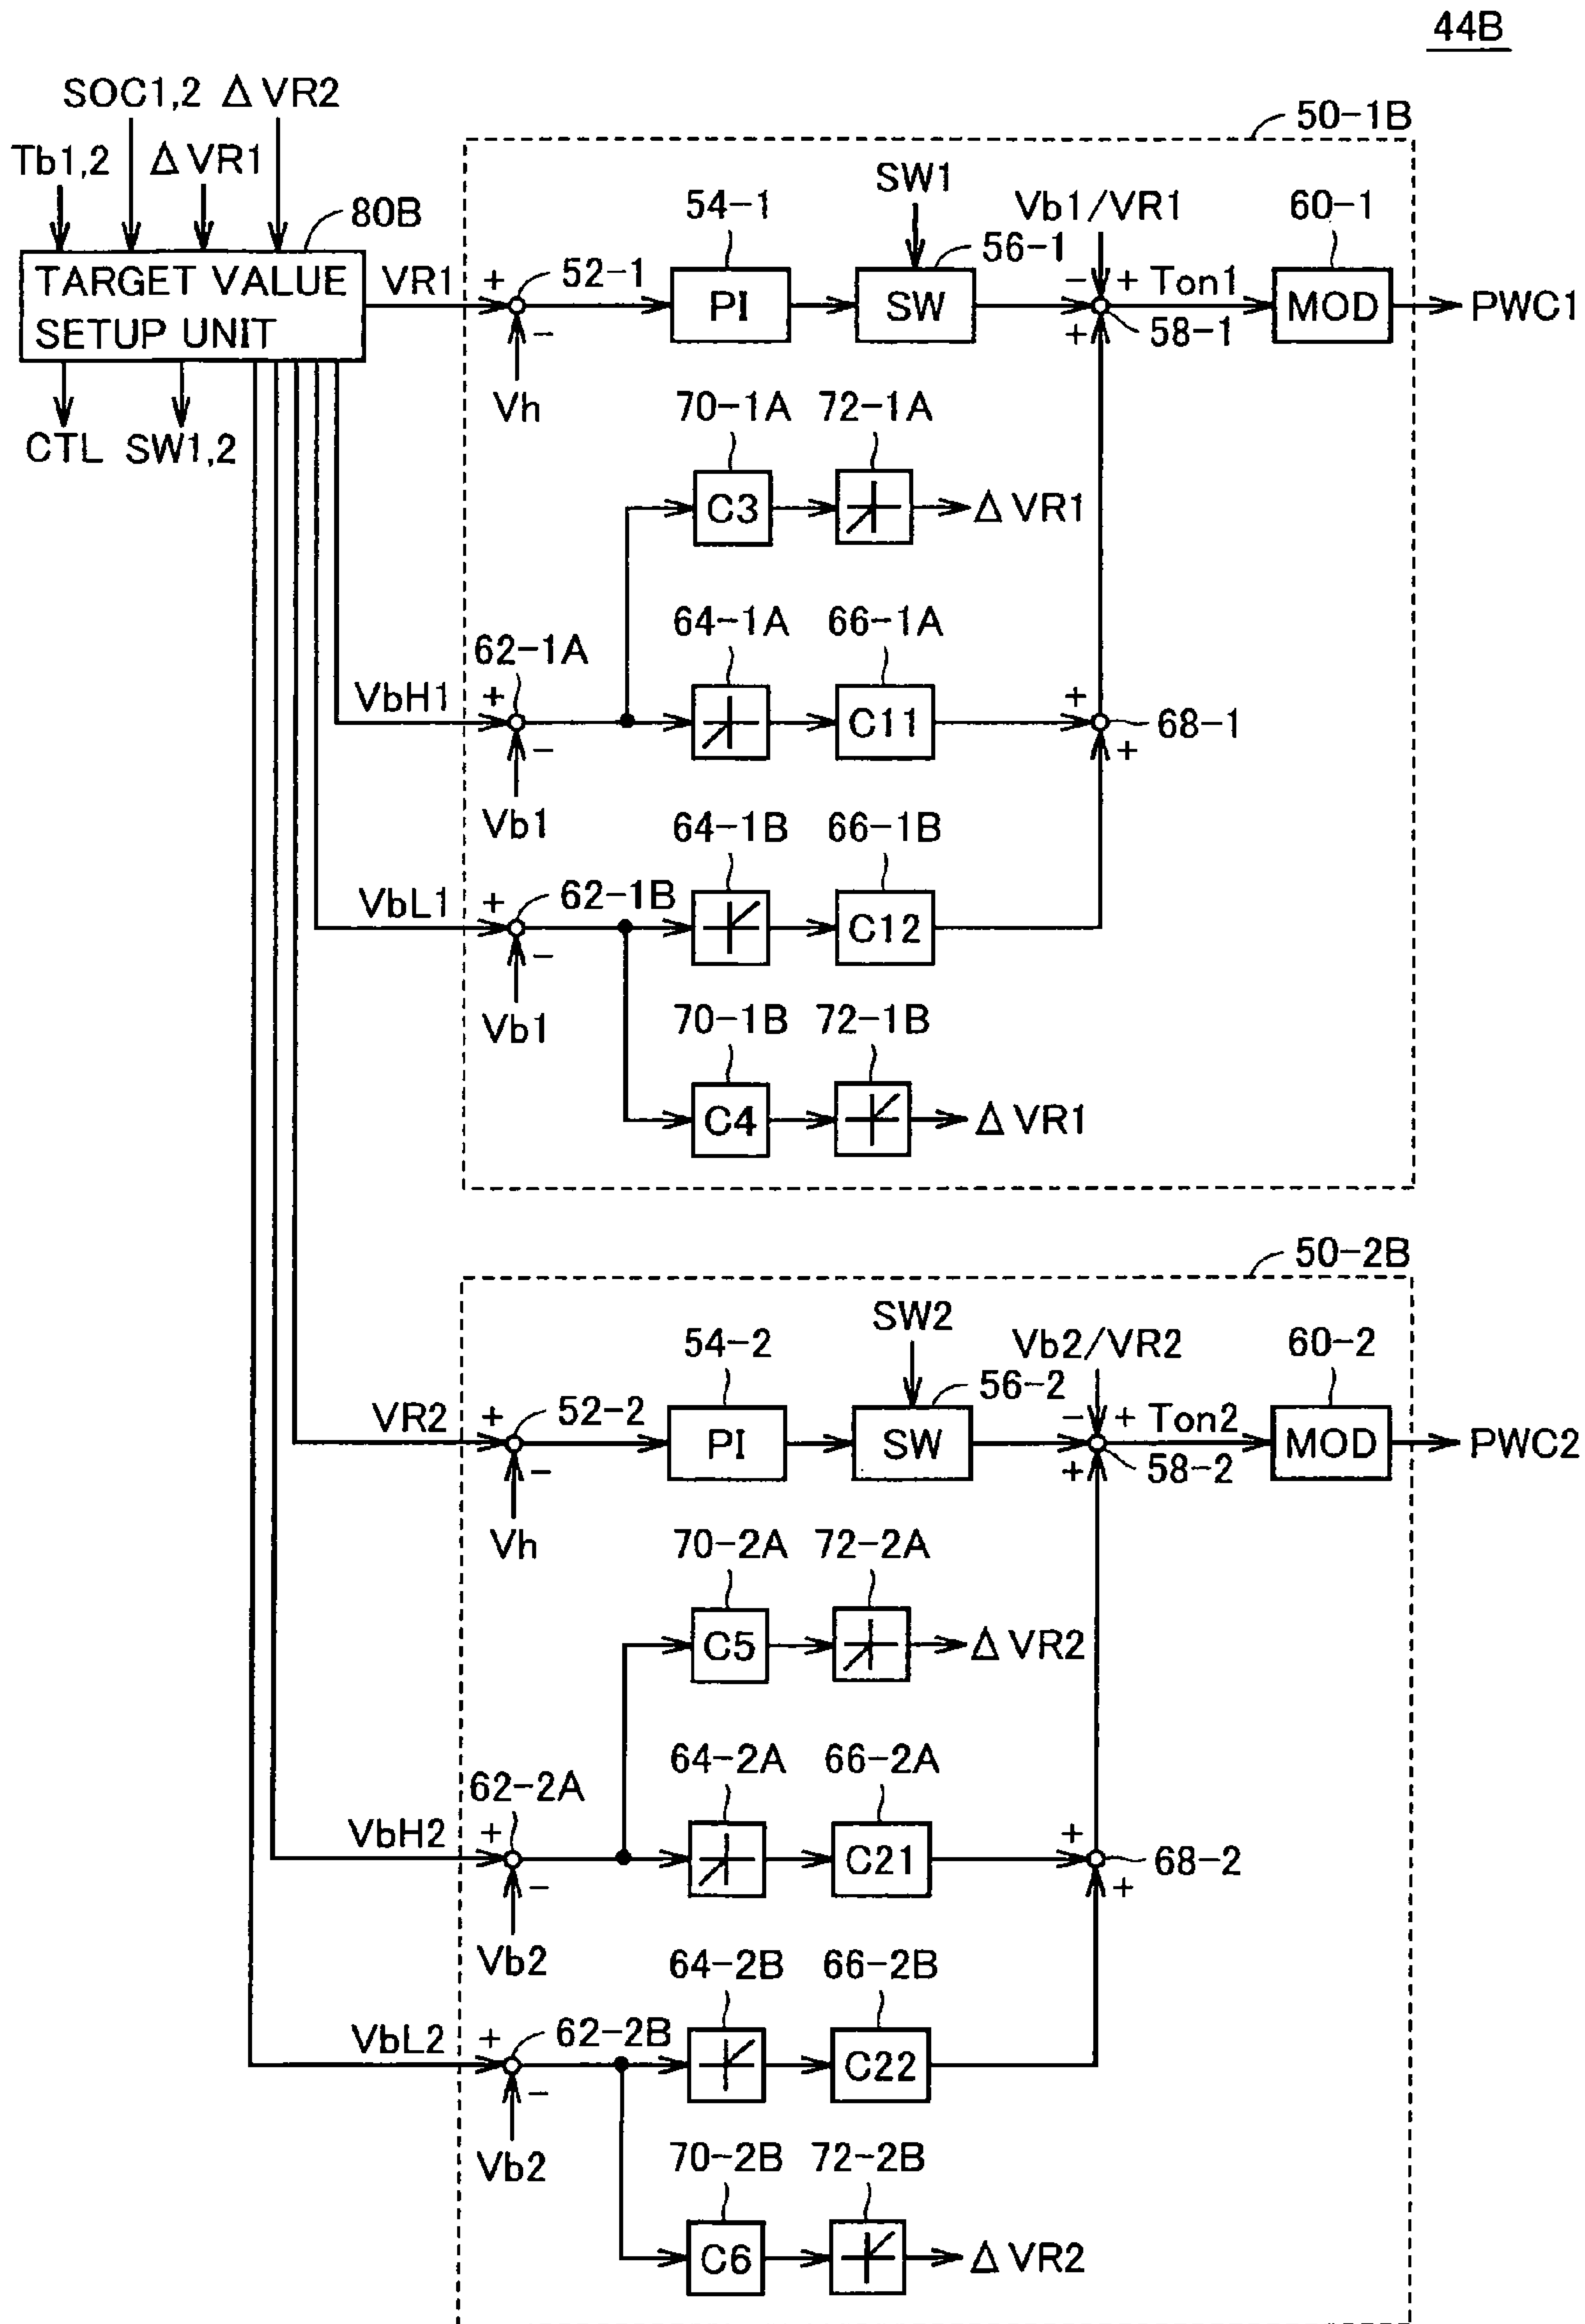 44B
SOC1,2 Δ VR2
Tb1,2 Δ VR1
80B
TARGET VALUE
SETUP UNIT
CTL SW1,2
50-1B
SW1
54-1
Vb1/VR1
60-1
56-1
VR1 + 52-1
PI
SW
- + Ton1
MOD
PWC1
-
+ 58-1
Vh
70-1A 72-1A
C3
Δ VR1
64-1A 66-1A
62-1A
VbH1 +
C11
+
68-1
-
+
Vb1
64-1B 66-1B
VbL1 + 62-1B
C12
-
Vb1
70-1B 72-1B
C4
Δ VR1
50-2B
SW2
54-2
Vb2/VR2
60-2
56-2
VR2 + 52-2
PI
SW
- + Ton2
MOD
PWC2
-
+ 58-2
Vh
70-2A 72-2A
C5
Δ VR2
64-2A 66-2A
62-2A
VbH2 +
C21
+
68-2
-
+
Vb2
64-2B 66-2B
VbL2 + 62-2B
C22
-
Vb2
70-2B 72-2B
C6
Δ VR2